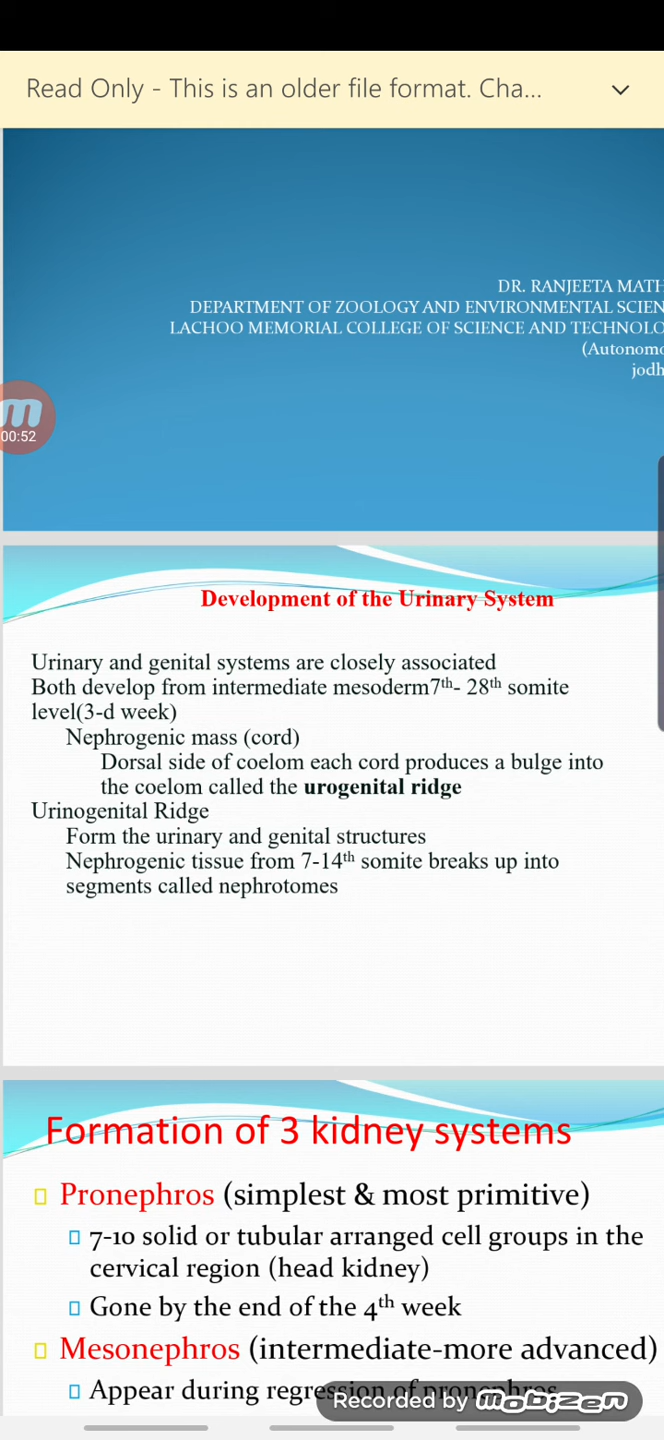 Read Only - This is an older file format. Cha...
DR. RANJEETA MATH
DEPARTMENT OF ZOOLOGY AND ENVIRONMENTAL SCIEN
LACHOO MEMORIAL COLLEGE OF SCIENCE AND TECHNOLO
(Autonomo
jodh
m
00:52
Development of the Urinary System
Urinary and genital systems are closely associated
Both develop from intermediate mesoderm7th- 28th somite
level(3-d week)
Nephrogenic mass (cord)
Dorsal side of coelom each cord produces a bulge into
the coelom called the urogenital ridge
Urinogenital Ridge
Form the urinary and genital structures
Nephrogenic tissue from 7-14th somite breaks up into
segments called nephrotomes
Formation of 3 kidney systems
Pronephros (simplest & most primitive)
7-10 solid or tubular arranged cell groups in the
cervical region (head kidney)
Gone by the end of the 4th week
Mesonephros (intermediate-more advanced)
Appear during regression of pronephros
Recorded by mobizen